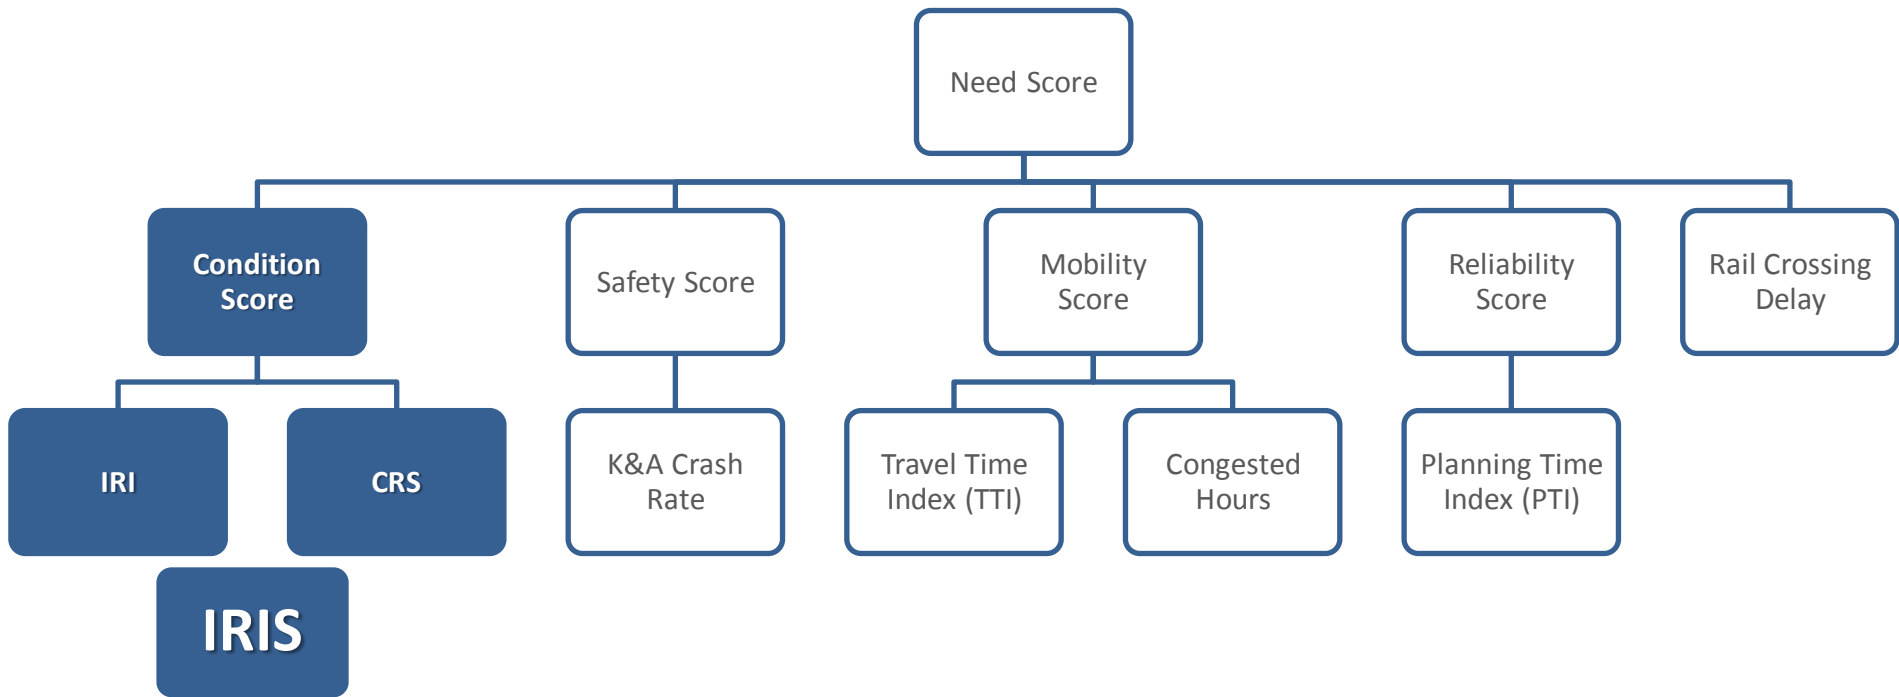 Need Score
Condition
Score
Safety Score
Mobility
Score
Reliability
Score
Rail Crossing
Delay
IRI
CRS
K&A Crash
Rate
Travel Time
Index (TTI)
Congested
Hours
Planning Time
Index (PTI)
IRIS